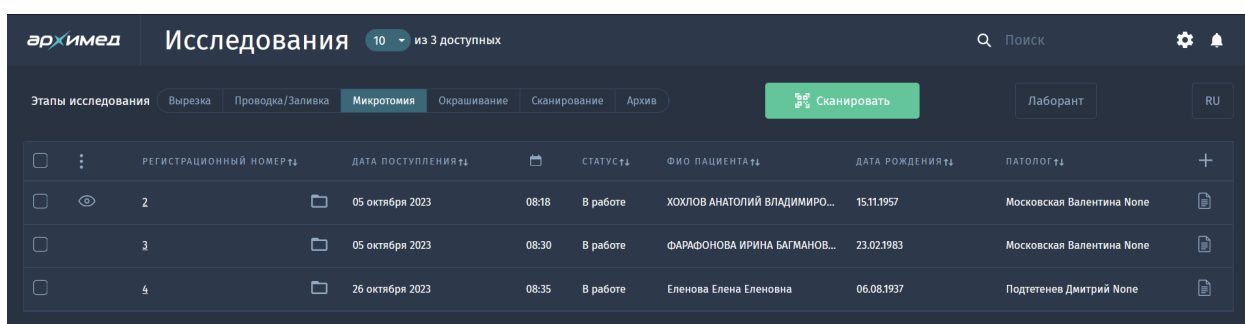 архимед Исследования 10 из 3 доступных Поиск
Этапы исследования Вырезка Проводка/Заливка Микротомия Окрашивание Сканирование Архив Сканировать Лаборант RU
РЕГИСТРАЦИОННЫЙ НОМЕР ДАТА ПОСТУПЛЕНИЯ СТАТУС ФИО ПАЦИЕНТА ДАТА РОЖДЕНИЯ ПАТОЛОГ
2 05 октября 2023 08:18 В работе ХОХЛОВ АНАТОЛИЙ ВЛАДИМИРО... 15.11.1957 Московская Валентина None
3 05 октября 2023 08:30 В работе ФАРАФОНОВА ИРИНА БАГМАНОВ... 23.02.1983 Московская Валентина None
4 26 октября 2023 08:35 В работе Еленова Елена Еленовна 06.08.1937 Подтетенев Дмитрий None